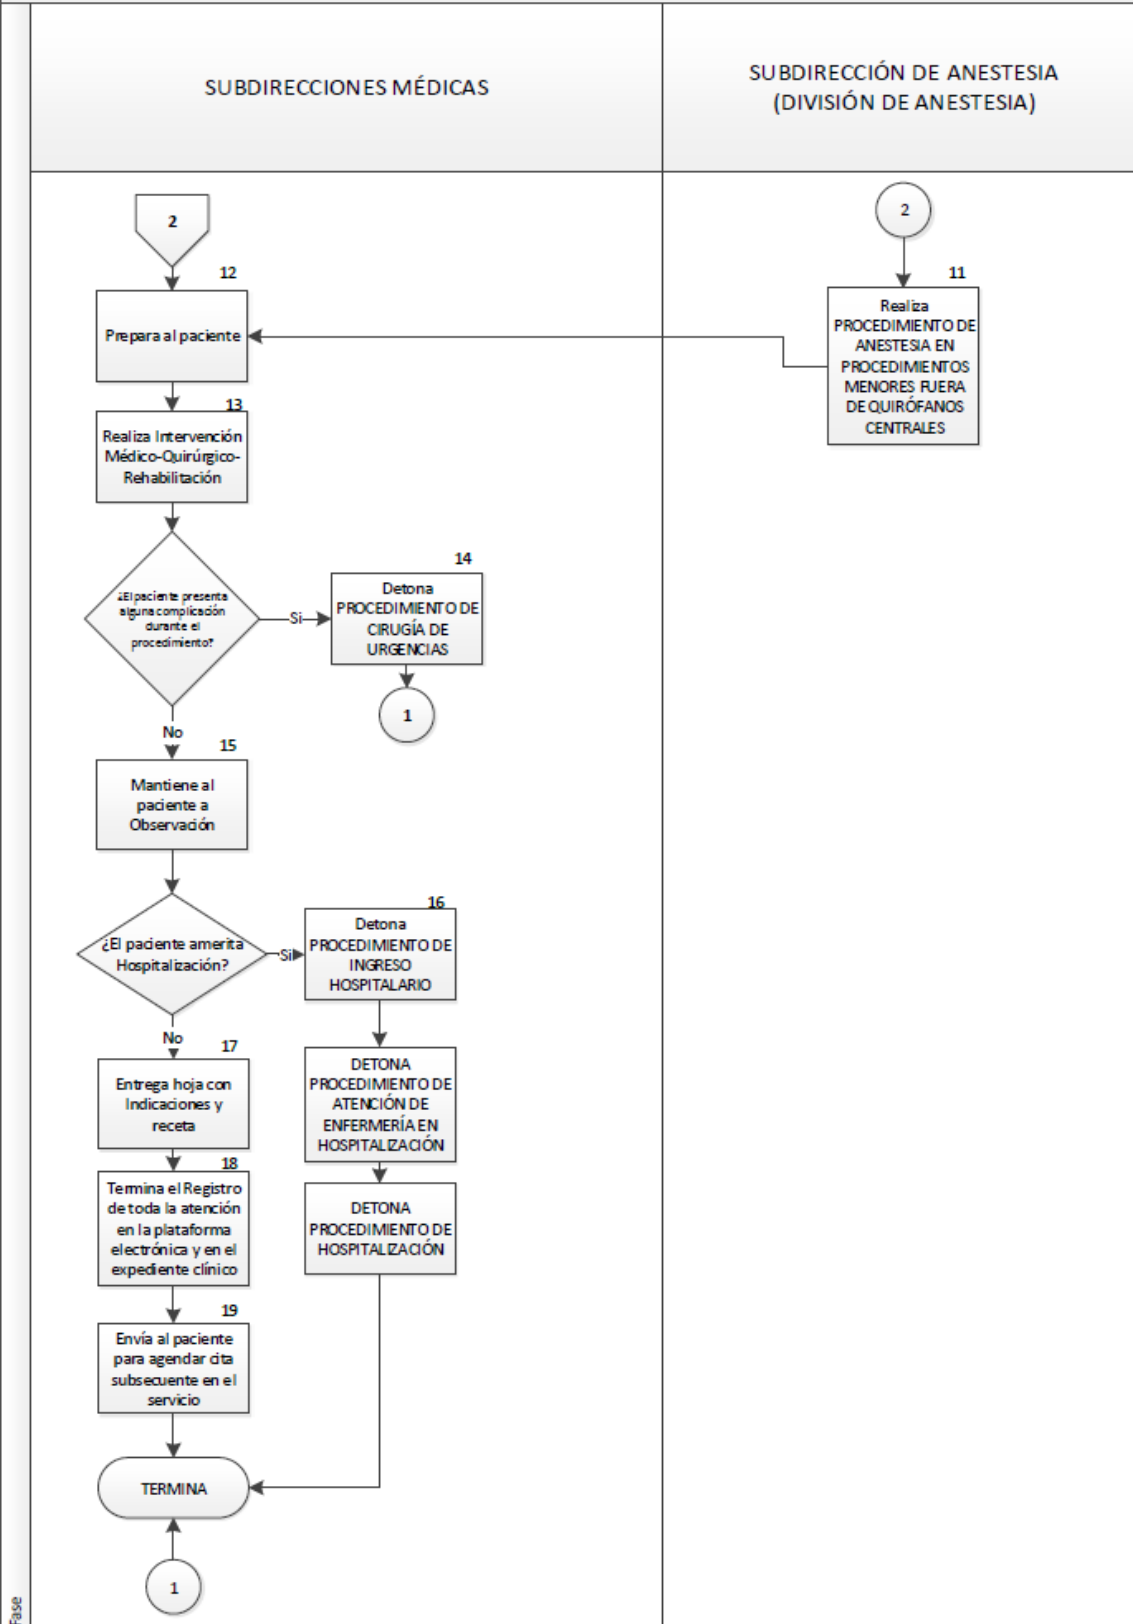 SUBDIRECCIONES MÉDICAS
SUBDIRECCIÓN DE ANESTESIA
(DIVISIÓN DE ANESTESIA)
2
2
11
Realiza
PROCEDIMIENTO DE
ANESTESIA EN
PROCEDIMIENTOS
MENORES FUERA
DE QUIRÓFANOS
CENTRALES
12
Prepara al paciente
13
Realiza Intervención
Médico-Quirúrgico-
Rehabilitación
¿El paciente presenta
alguna complicación
durante el
procedimiento?
Si
14
Detona
PROCEDIMIENTO DE
CIRUGÍA DE
URGENCIAS
1
No
15
Mantiene al
paciente a
Observación
¿El paciente amerita
Hospitalización?
Si
16
Detona
PROCEDIMIENTO DE
INGRESO
HOSPITALARIO
DETONA
PROCEDIMIENTO DE
ATENCIÓN DE
ENFERMERÍA EN
HOSPITALIZACIÓN
DETONA
PROCEDIMIENTO DE
HOSPITALIZACIÓN
No
17
Entrega hoja con
Indicaciones y
receta
18
Termina el Registro
de toda la atención
en la plataforma
electrónica y en el
expediente clínico
19
Envía al paciente
para agendar cita
subsecuente en el
servicio
TERMINA
1
Fase